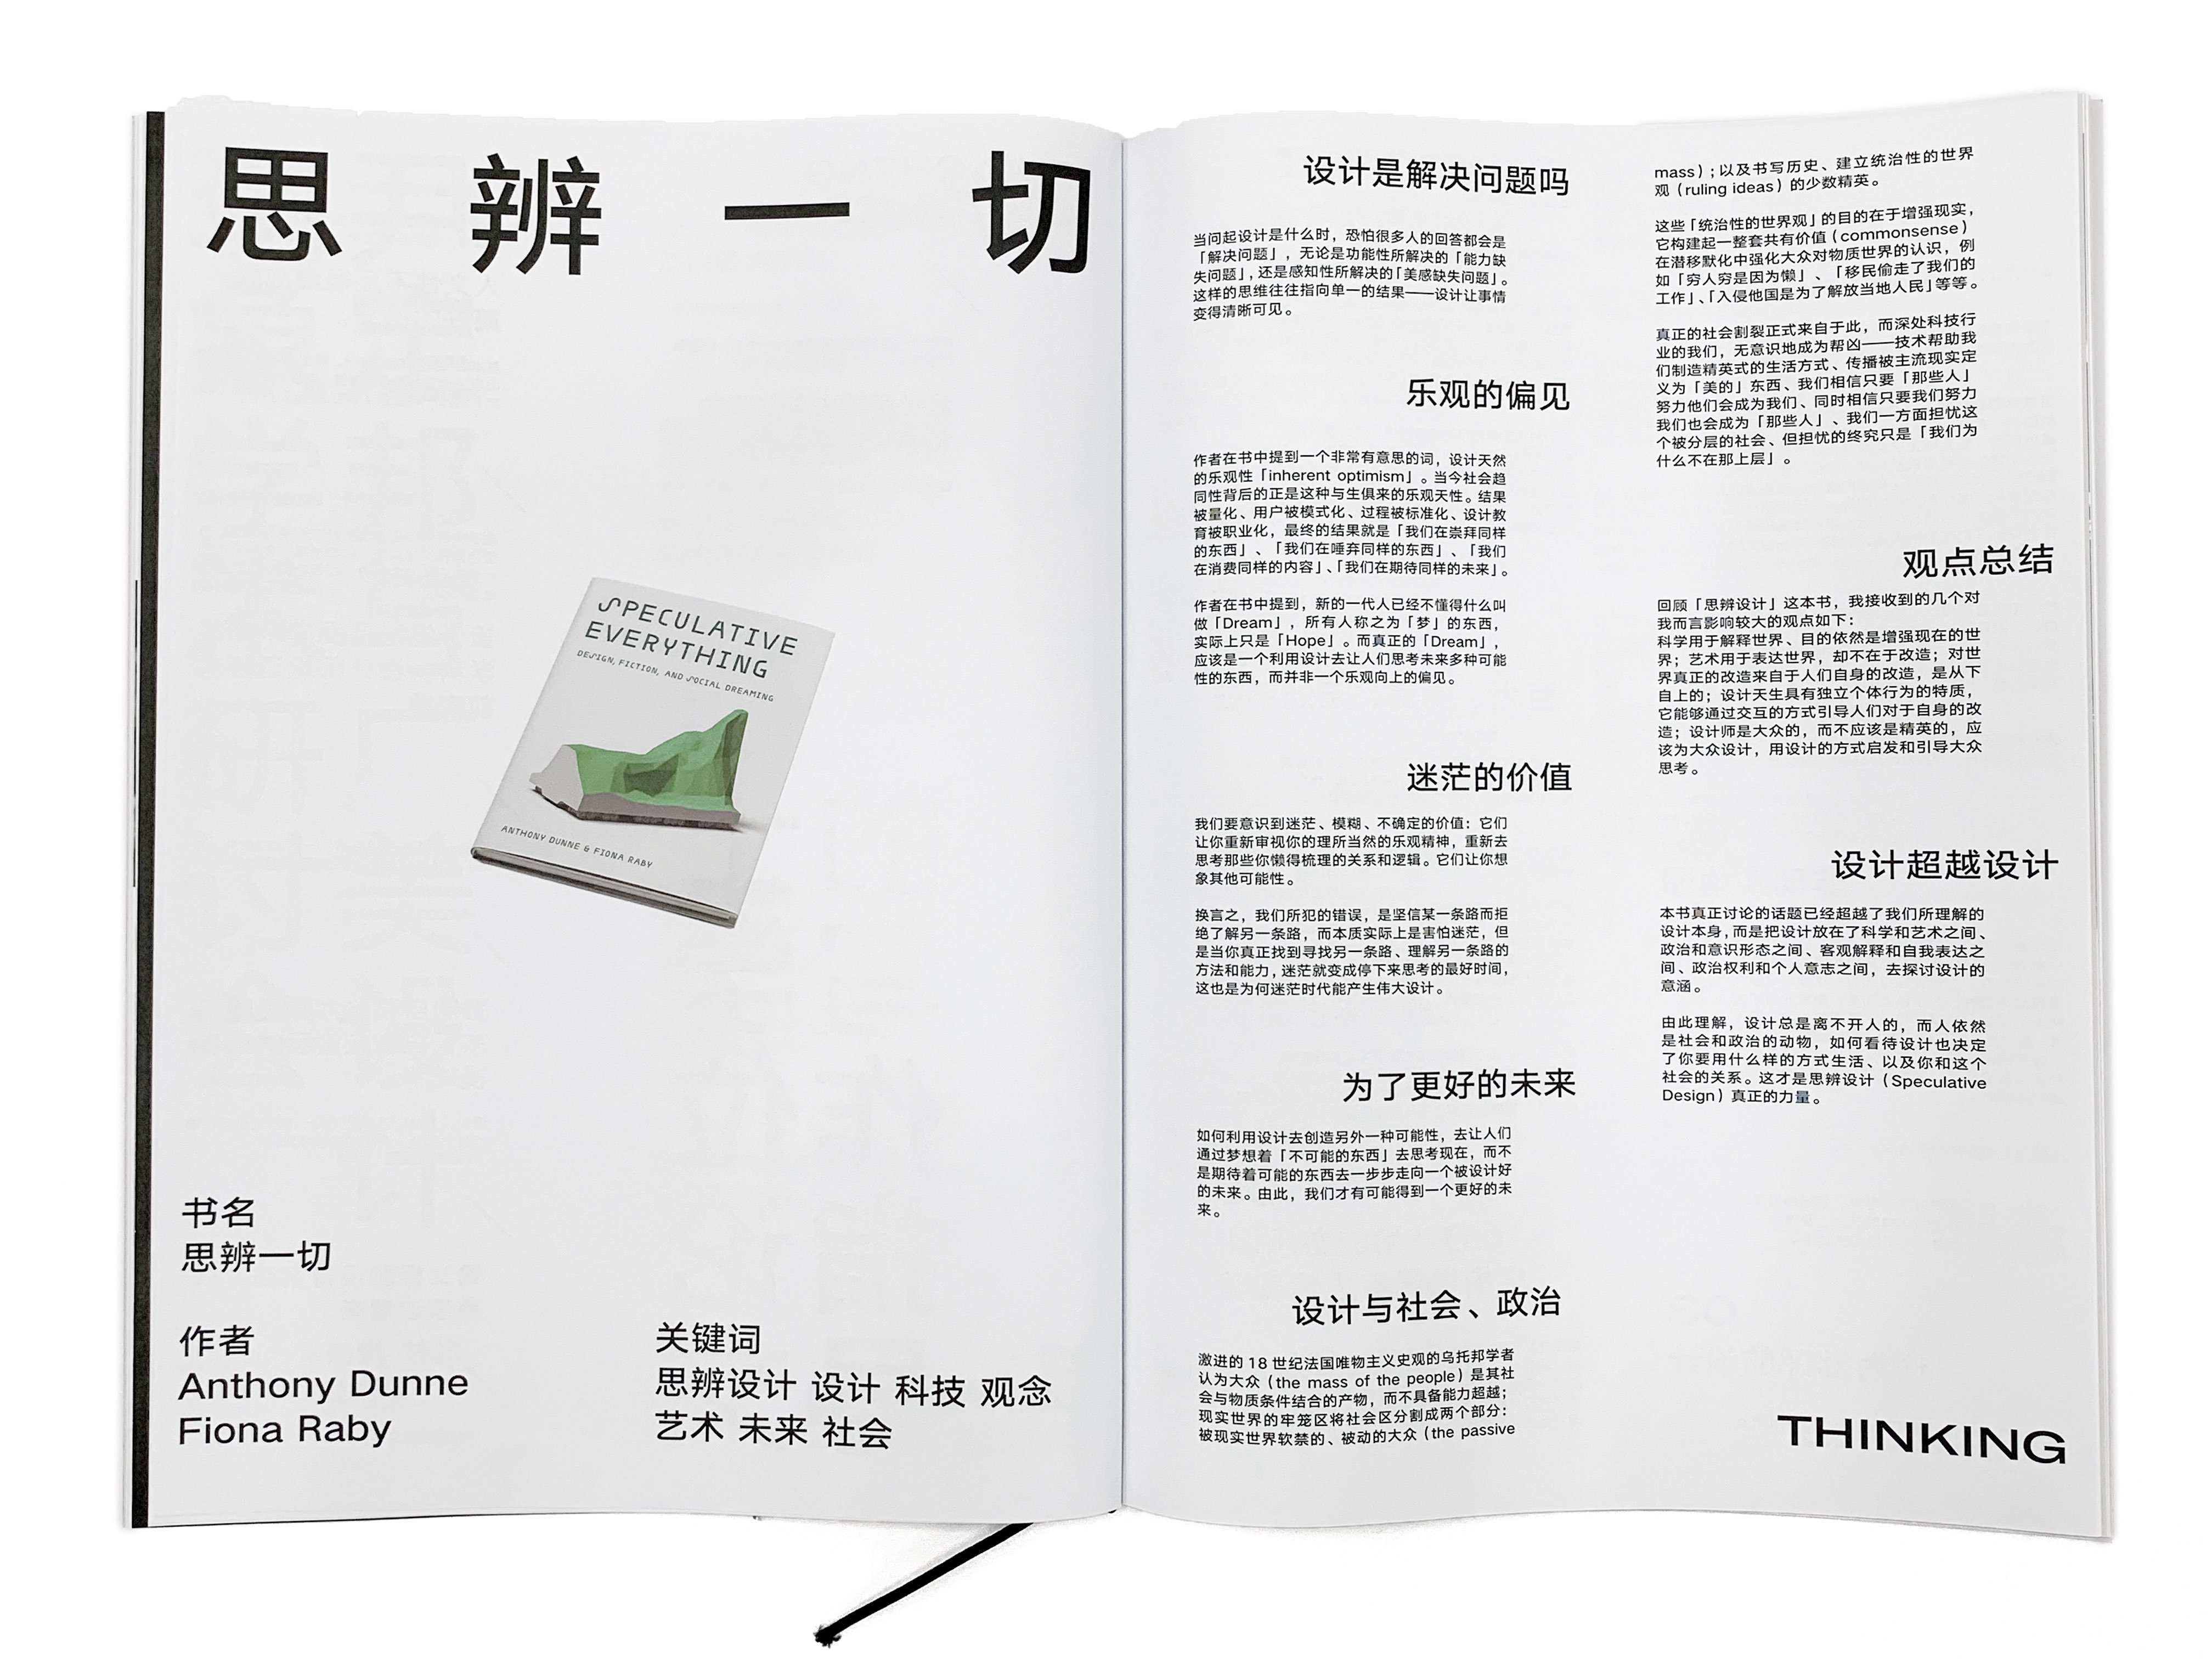 思辨一切
SPECULATIVE
EVERYTHING
DESIGN, FICTION, AND SOCIAL DREAMING
ANTHONY DUNNE & FIONA RABY
书名
思辨一切
作者
Anthony Dunne
Fiona Raby
关键词
思辨设计 设计 科技 观念
艺术 未来 社会
设计是解决问题吗
当问起设计是什么时，恐怕很多人的回答都会是
「解决问题」，无论是功能性所解决的「能力缺
失问题」，还是感知性所解决的「美感缺失问题」。
这样的思维往往指向单一的结果——设计让事情
变得清晰可见。
乐观的偏见
作者在书中提到一个非常有意思的词，设计天然
的乐观性「inherent optimism」。当今社会趋
同性背后的正是这种与生俱来的乐观天性。结果
被量化、用户被模式化、过程被标准化、设计教
育被职业化，最终的结果就是「我们在崇拜同样
的东西」、「我们在唾弃同样的东西」、「我们
在消费同样的内容」、「我们在期待同样的未来」。
作者在书中提到，新的一代人已经不懂得什么叫
做「Dream」，所有人称之为「梦」的东西，
实际上只是「Hope」。而真正的「Dream」，
应该是一个利用设计去让人们思考未来多种可能
性的东西，而并非一个乐观向上的偏见。
迷茫的价值
我们要意识到迷茫、模糊、不确定的价值：它们
让你重新审视你的理所当然的乐观精神，重新去
思考那些你懒得梳理的关系和逻辑。它们让你想
象其他可能性。
换言之，我们所犯的错误，是坚信某一条路而拒
绝了解另一条路，而本质实际上是害怕迷茫，但
是当你真正找到寻找另一条路、理解另一条路的
方法和能力，迷茫就变成停下来思考的最好时间，
这也是为何迷茫时代能产生伟大设计。
为了更好的未来
如何利用设计去创造另外一种可能性，去让人们
通过梦想着「不可能的东西」去思考现在，而不
是期待着可能的东西去一步步走向一个被设计好
的未来。由此，我们才有可能得到一个更好的未
来。
设计与社会、政治
激进的 18 世纪法国唯物主义史观的乌托邦学者
认为大众（the mass of the people）是其社
会与物质条件结合的产物，而不具备能力超越；
现实世界的牢笼区将社会区分割成两个部分：
被现实世界软禁的、被动的大众（the passive
mass）；以及书写历史、建立统治性的世界
观（ruling ideas）的少数精英。
这些「统治性的世界观」的目的在于增强现实，
它构建起一整套共有价值（commonsense）
在潜移默化中强化大众对物质世界的认识，例
如「穷人穷是因为懒」、「移民偷走了我们的
工作」、「入侵他国是为了解放当地人民」等等。
真正的社会割裂正式来自于此，而深处科技行
业的我们，无意识地成为帮凶——技术帮助我
们制造精英式的生活方式、传播被主流现实定
义为「美的」东西、我们相信只要「那些人」
努力他们会成为我们、同时相信只要我们努力
我们也会成为「那些人」、我们一方面担忧这
个被分层的社会、但担忧的终究只是「我们为
什么不在那上层」。
观点总结
回顾「思辨设计」这本书，我接收到的几个对
我而言影响较大的观点如下：
科学用于解释世界、目的依然是增强现在的世
界；艺术用于表达世界，却不在于改造；对世
界真正的改造来自于人们自身的改造，是从下
自上的；设计天生具有独立个体行为的特质，
它能够通过交互的方式引导人们对于自身的改
造；设计师是大众的，而不应该是精英的，应
该为大众设计，用设计的方式启发和引导大众
思考。
设计超越设计
本书真正讨论的话题已经超越了我们所理解的
设计本身，而是把设计放在了科学和艺术之间、
政治和意识形态之间、客观解释和自我表达之
间、政治权利和个人意志之间，去探讨设计的
意涵。
由此理解，设计总是离不开人的，而人依然
是社会和政治的动物，如何看待设计也决定
了你要用什么样的方式生活、以及你和这个
社会的关系。这才是思辨设计（Speculative
Design）真正的力量。
THINKING